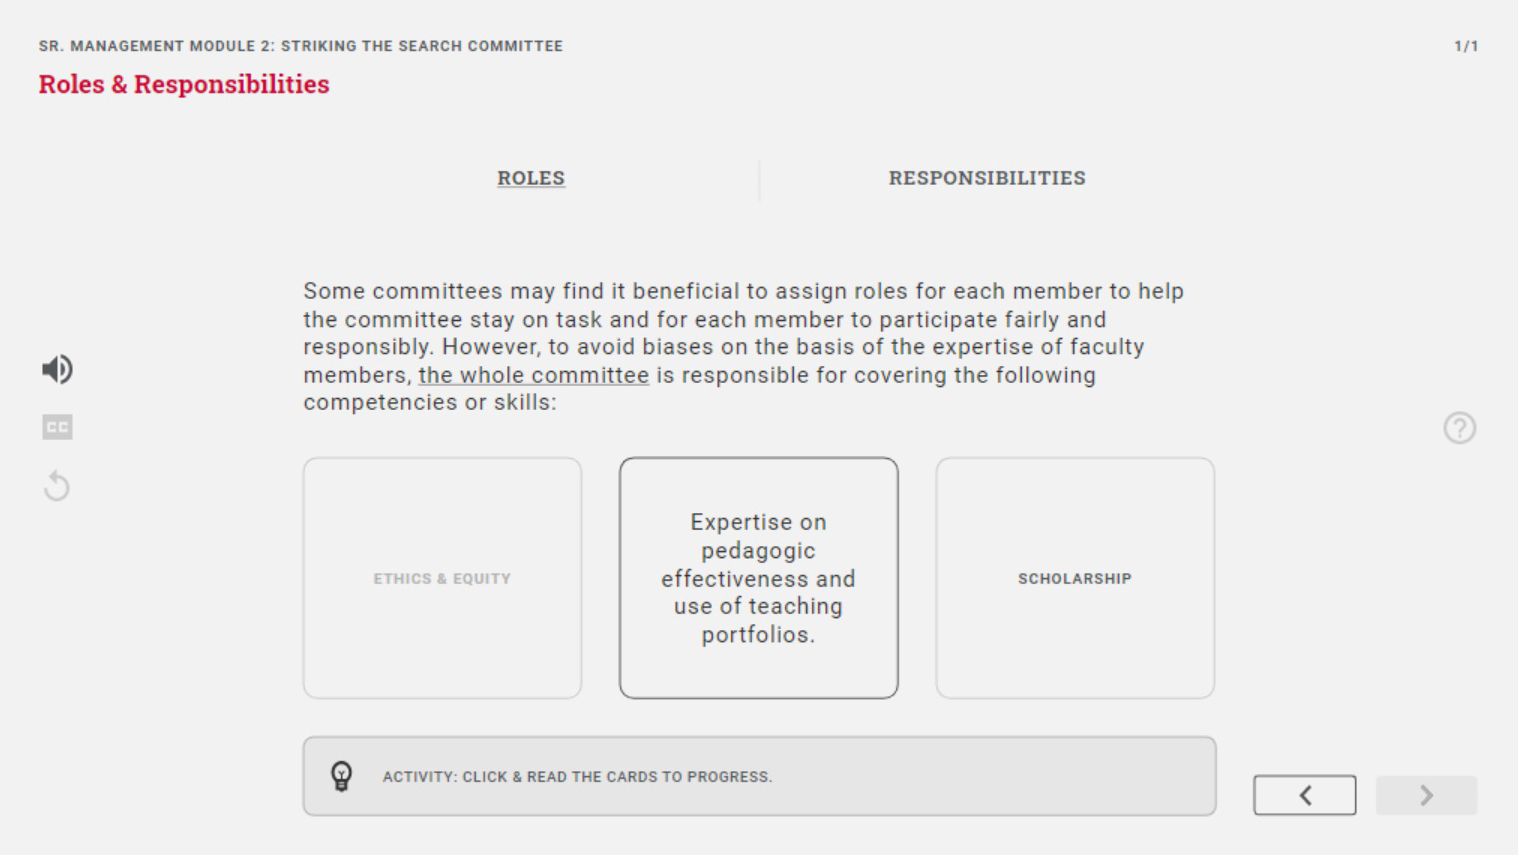 SR. MANAGEMENT MODULE 2: STRIKING THE SEARCH COMMITTEE
1/1
Roles & Responsibilities
ROLES
RESPONSIBILITIES
Some committees may find it beneficial to assign roles for each member to help
the committee stay on task and for each member to participate fairly and
responsibly. However, to avoid biases on the basis of the expertise of faculty
members, the whole committee is responsible for covering the following
competencies or skills:
CC
?
ETHICS & EQUITY
Expertise on
pedagogic
effectiveness and
use of teaching
portfolios.
SCHOLARSHIP
ACTIVITY: CLICK & READ THE CARDS TO PROGRESS.